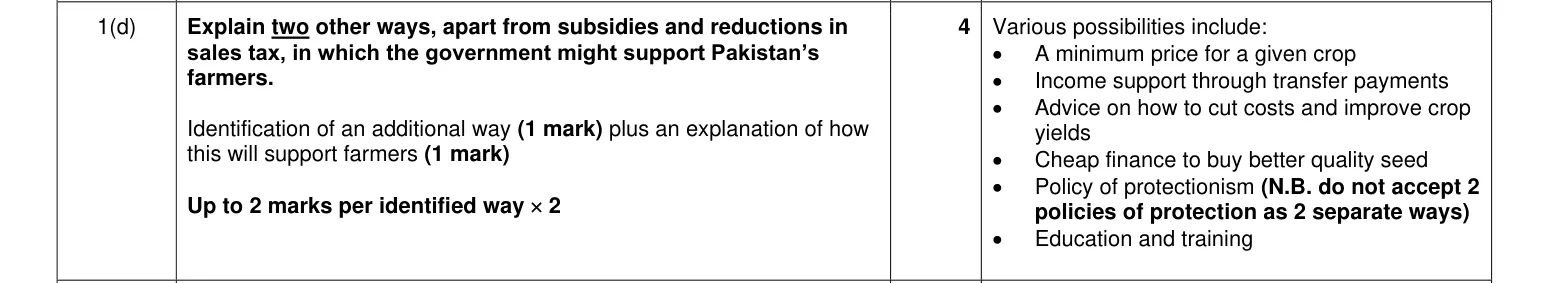 1(d)
Explain two other ways, apart from subsidies and reductions in
sales tax, in which the government might support Pakistan’s
farmers.
Identification of an additional way (1 mark) plus an explanation of how
this will support farmers (1 mark)
Up to 2 marks per identified way × 2
4
Various possibilities include:
• A minimum price for a given crop
• Income support through transfer payments
• Advice on how to cut costs and improve crop
yields
• Cheap finance to buy better quality seed
• Policy of protectionism (N.B. do not accept 2
policies of protection as 2 separate ways)
• Education and training